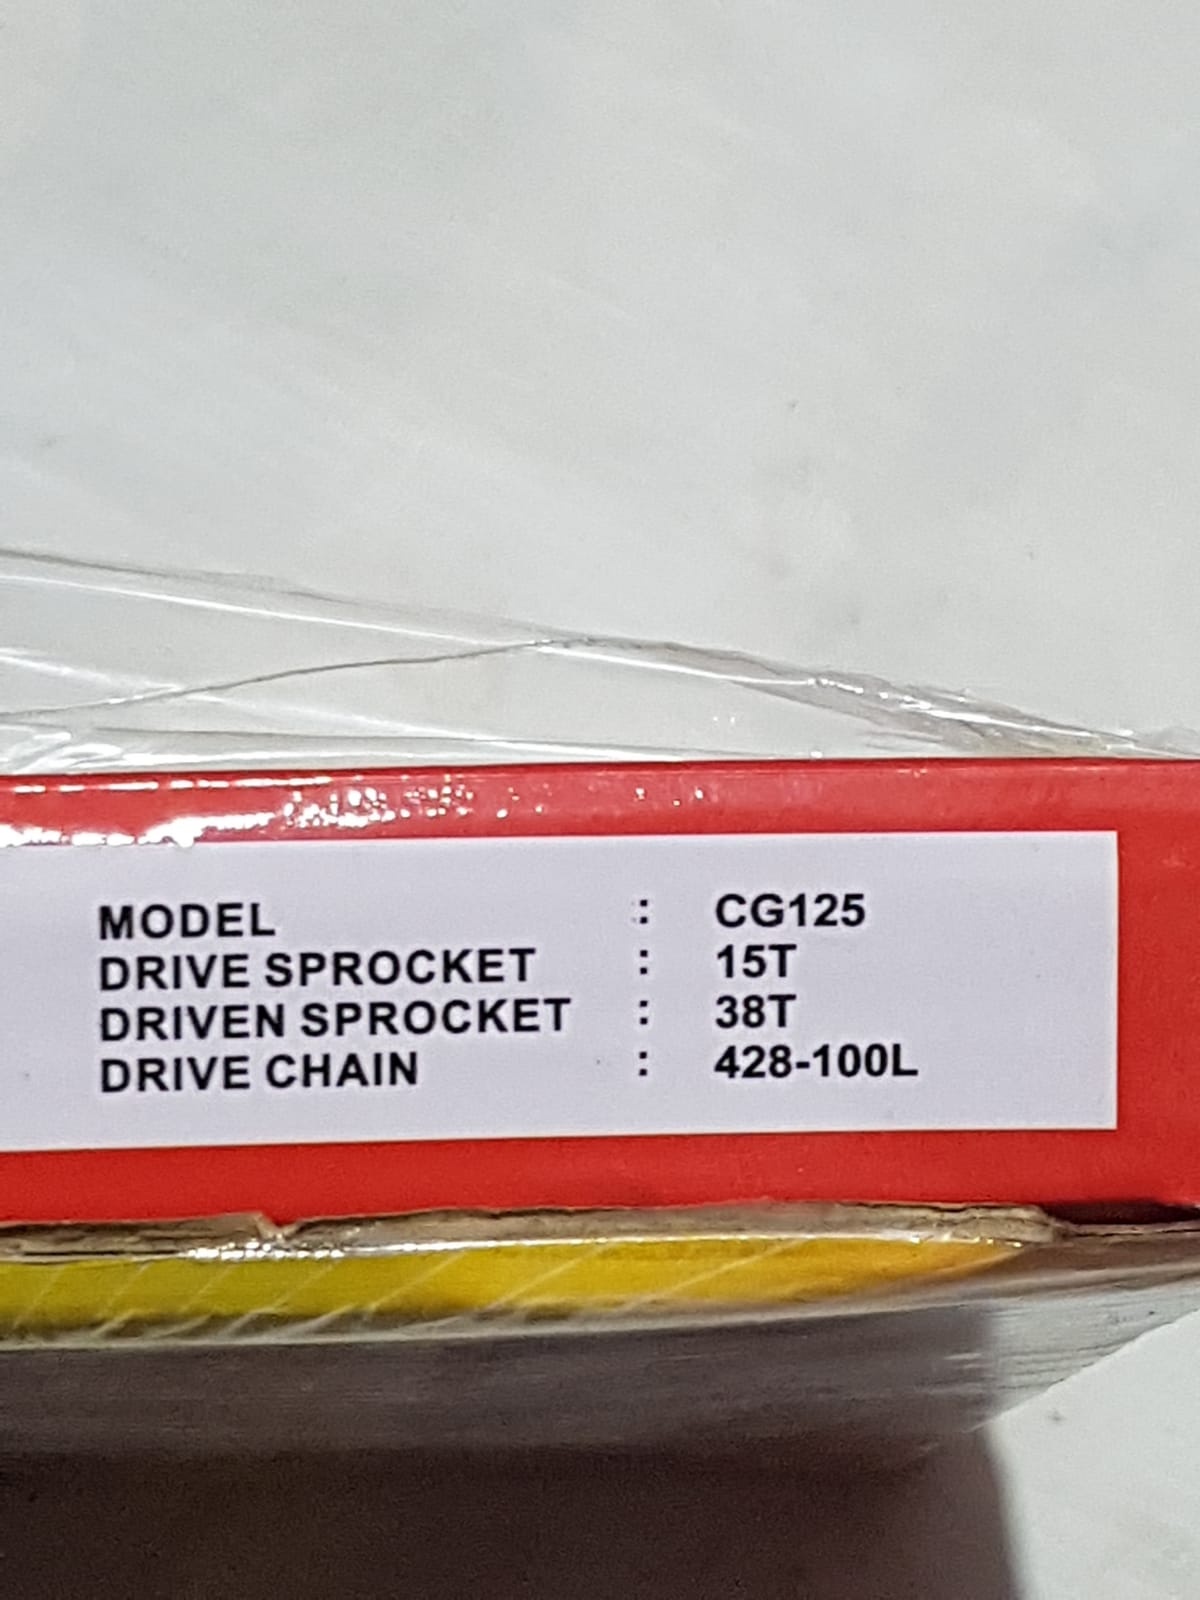 MODEL : CG125
DRIVE SPROCKET : 15T
DRIVEN SPROCKET : 38T
DRIVE CHAIN : 428-100L